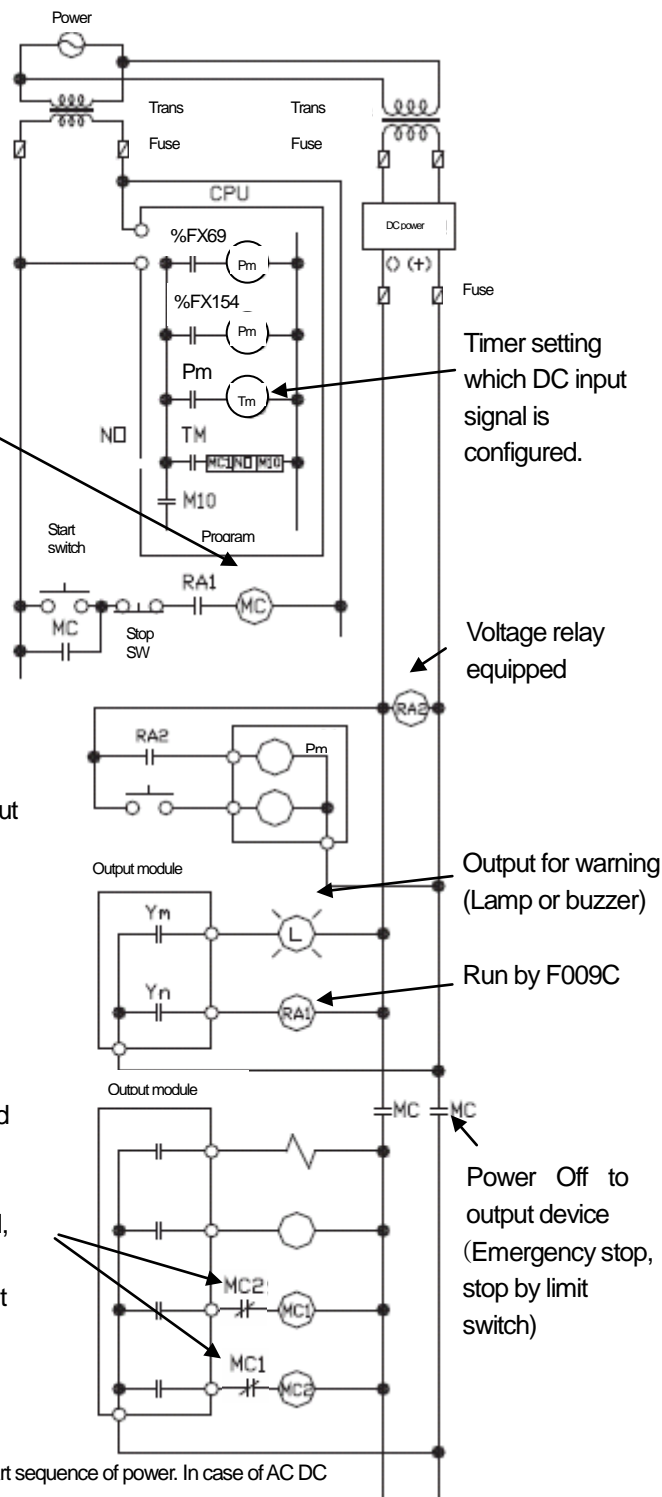 Power
Trans Trans
Fuse Fuse
CPU
%FX69
Pm
DC power
() (+)
Fuse
%FX154
Pm
Timer setting
which DC input
signal is
configured.
Pm
Tm
N□ TM
MC1 N□ M10
M10
Program
Start
switch
RA1
MC
MC
Stop
SW
Voltage relay
equipped
RA2
RA2
Pm
ut
Output module
Output for warning
(Lamp or buzzer)
Ym
L
Yn
RA1
Run by F009C
Output module
d
MC MC
Power Off to
output device
(Emergency stop,
stop by limit
switch)
l,
t
MC2
MC1
MC1
MC2
rt sequence of power. In case of AC DC